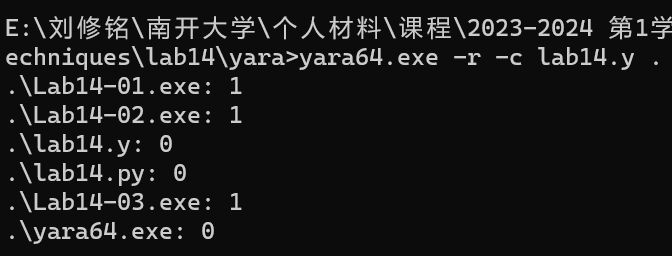 E:\刘修铭\南开大学\个人材料\课程\2023-2024 第1学
echniques\lab14\yara>yara64.exe -r -c lab14.y .
.\Lab14-01.exe: 1
.\Lab14-02.exe: 1
.\lab14.y: 0
.\lab14.py: 0
.\Lab14-03.exe: 1
.\yara64.exe: 0